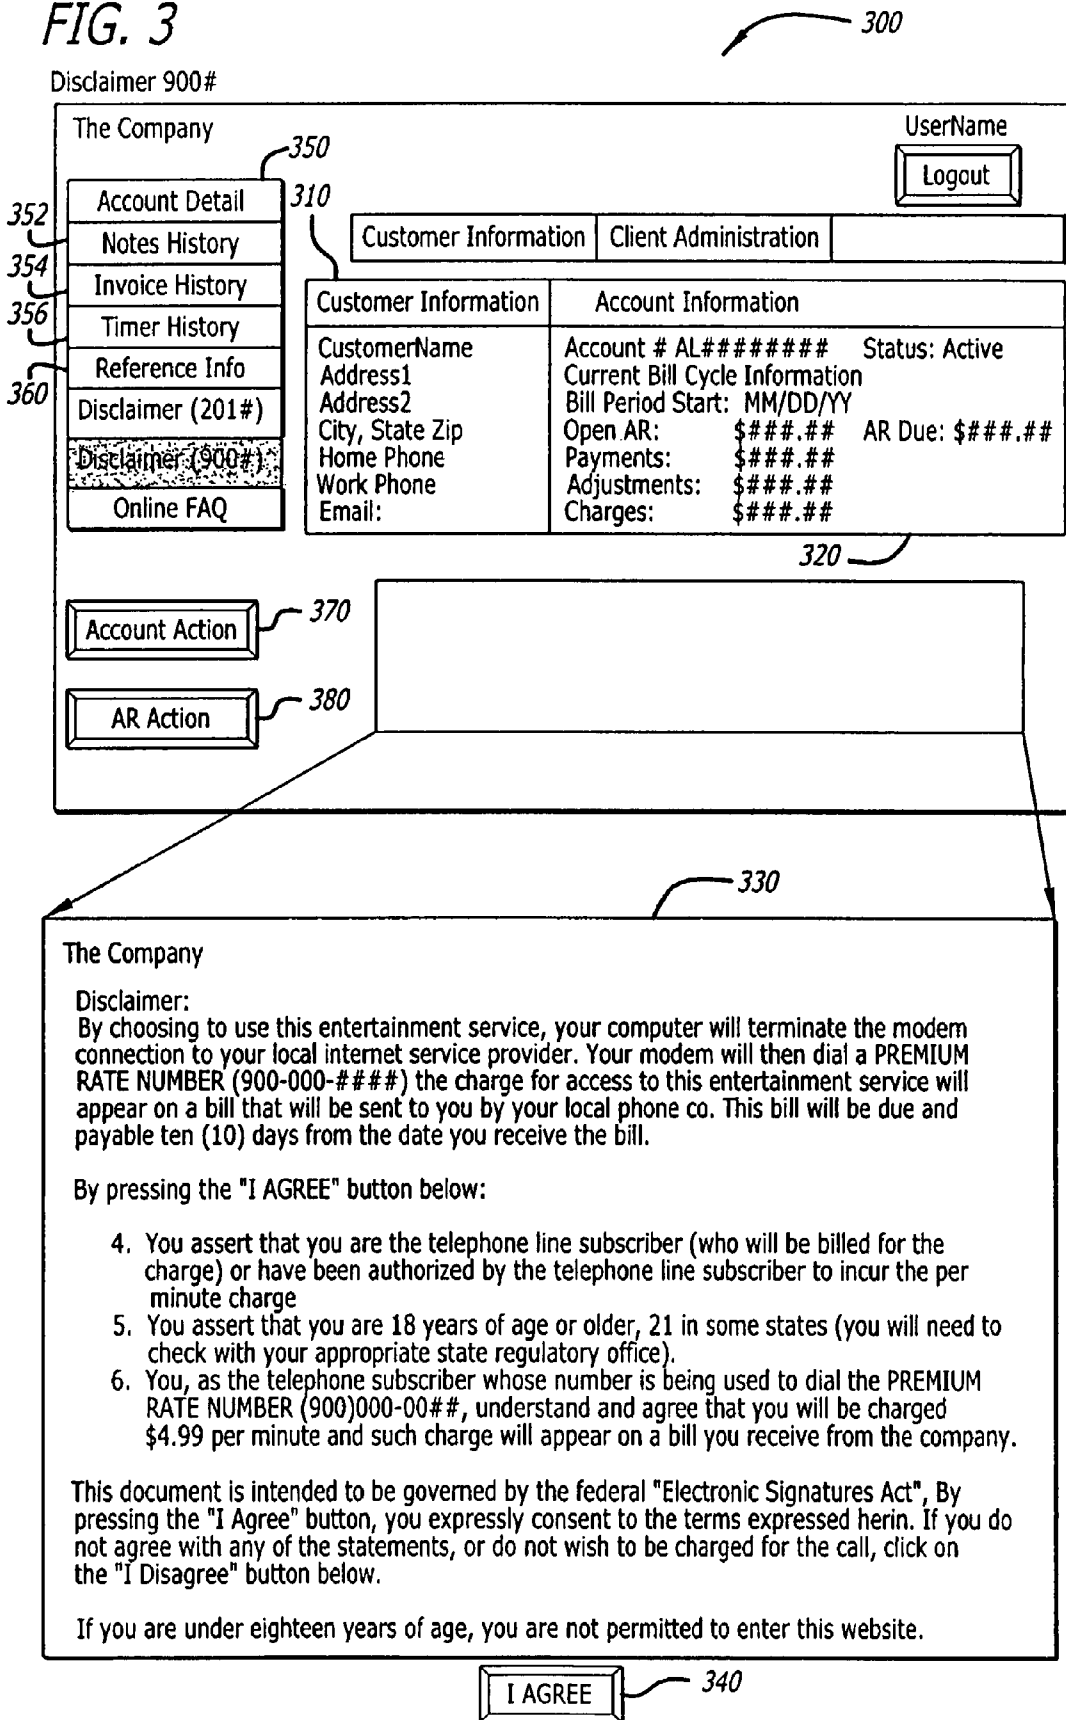 FIG. 3
300
Disclaimer 900#
The Company
UserName
Logout
350
310
Account Detail
352
Notes History
Customer Information
Client Administration
354
Invoice History
356
Timer History
Reference Info
360
Disclaimer (201#)
Disclaimer (900#)
Online FAQ
Customer Information
Account Information
CustomerName
Account # AL######## Status: Active
Address1
Current Bill Cycle Information
Address2
Bill Period Start: MM/DD/YY
City, State Zip
Open AR: $###.## AR Due: $###.##
Home Phone
Payments: $###.##
Work Phone
Adjustments: $###.##
Email:
Charges: $###.##
320
Account Action
370
AR Action
380
330
The Company
Disclaimer:
By choosing to use this entertainment service, your computer will terminate the modem
connection to your local internet service provider. Your modem will then dial a PREMIUM
RATE NUMBER (900-000-####) the charge for access to this entertainment service will
appear on a bill that will be sent to you by your local phone co. This bill will be due and
payable ten (10) days from the date you receive the bill.
By pressing the "I AGREE" button below:
4. You assert that you are the telephone line subscriber (who will be billed for the
charge) or have been authorized by the telephone line subscriber to incur the per
minute charge
5. You assert that you are 18 years of age or older, 21 in some states (you will need to
check with your appropriate state regulatory office).
6. You, as the telephone subscriber whose number is being used to dial the PREMIUM
RATE NUMBER (900)000-00##, understand and agree that you will be charged
$4.99 per minute and such charge will appear on a bill you receive from the company.
This document is intended to be governed by the federal "Electronic Signatures Act", By
pressing the "I Agree" button, you expressly consent to the terms expressed herin. If you do
not agree with any of the statements, or do not wish to be charged for the call, click on
the "I Disagree" button below.
If you are under eighteen years of age, you are not permitted to enter this website.
I AGREE
340